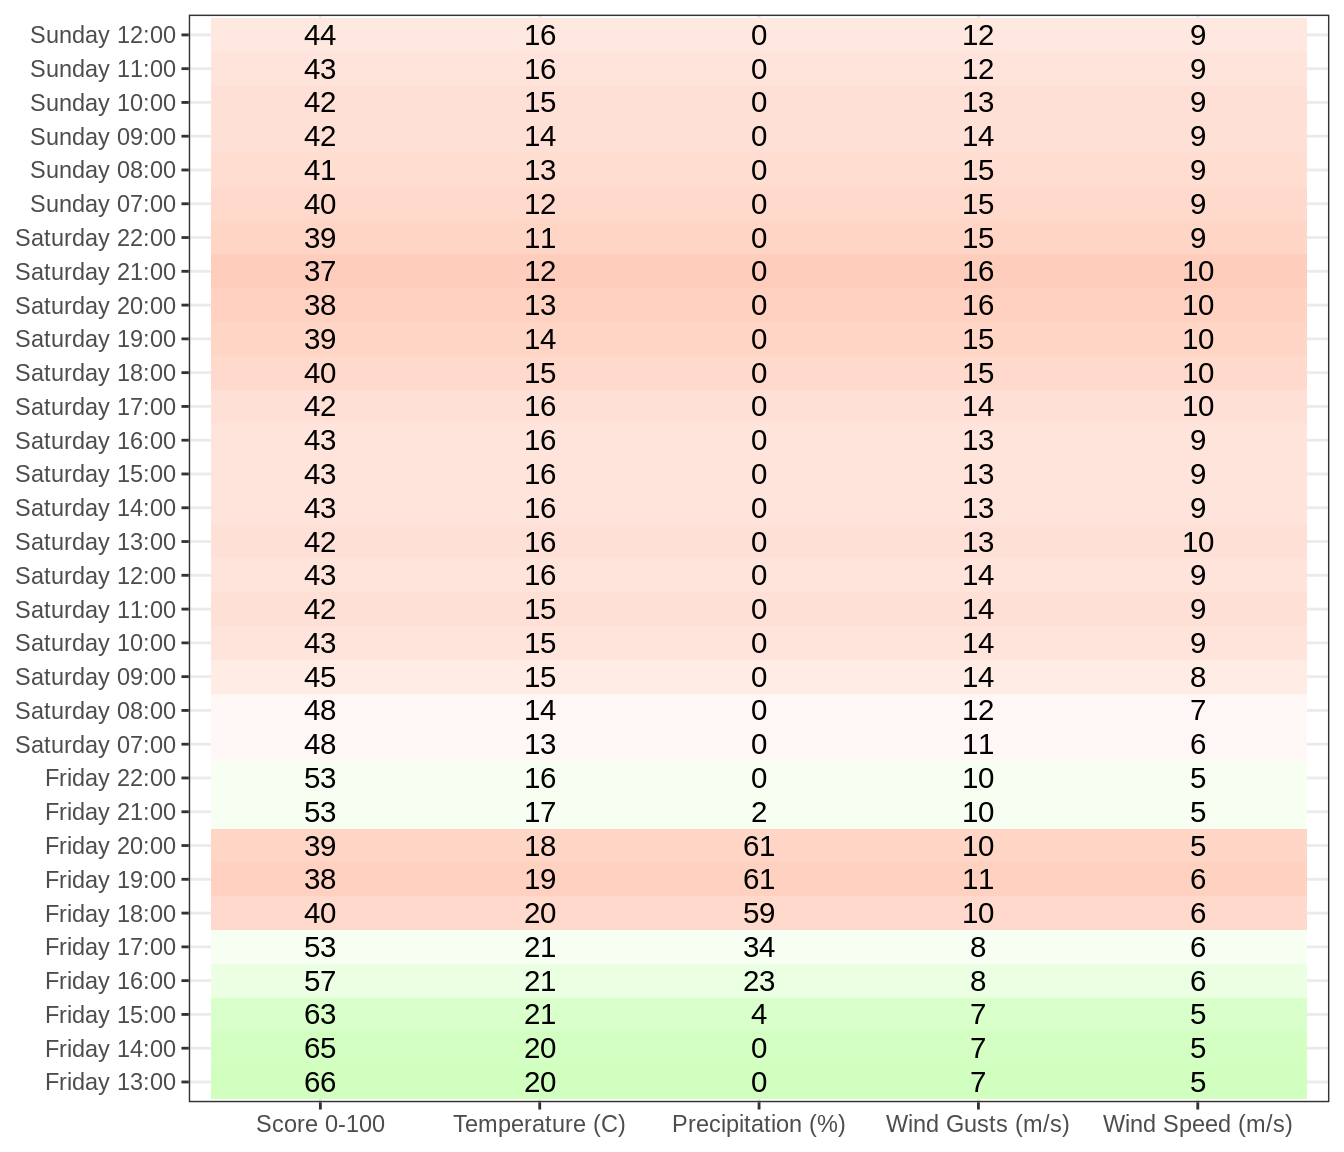 Sunday 12:00 44 16 0 12 9
Sunday 11:00 43 16 0 12 9
Sunday 10:00 42 15 0 13 9
Sunday 09:00 42 14 0 14 9
Sunday 08:00 41 13 0 15 9
Sunday 07:00 40 12 0 15 9
Saturday 22:00 39 11 0 15 9
Saturday 21:00 37 12 0 16 10
Saturday 20:00 38 13 0 16 10
Saturday 19:00 39 14 0 15 10
Saturday 18:00 40 15 0 15 10
Saturday 17:00 42 16 0 14 10
Saturday 16:00 43 16 0 13 9
Saturday 15:00 43 16 0 13 9
Saturday 14:00 43 16 0 13 9
Saturday 13:00 42 16 0 13 10
Saturday 12:00 43 16 0 14 9
Saturday 11:00 42 15 0 14 9
Saturday 10:00 43 15 0 14 9
Saturday 09:00 45 15 0 14 8
Saturday 08:00 48 14 0 12 7
Saturday 07:00 48 13 0 11 6
Friday 22:00 53 16 0 10 5
Friday 21:00 53 17 2 10 5
Friday 20:00 39 18 61 10 5
Friday 19:00 38 19 61 11 6
Friday 18:00 40 20 59 10 6
Friday 17:00 53 21 34 8 6
Friday 16:00 57 21 23 8 6
Friday 15:00 63 21 4 7 5
Friday 14:00 65 20 0 7 5
Friday 13:00 66 20 0 7 5
Score 0-100 Temperature (C) Precipitation (%) Wind Gusts (m/s) Wind Speed (m/s)